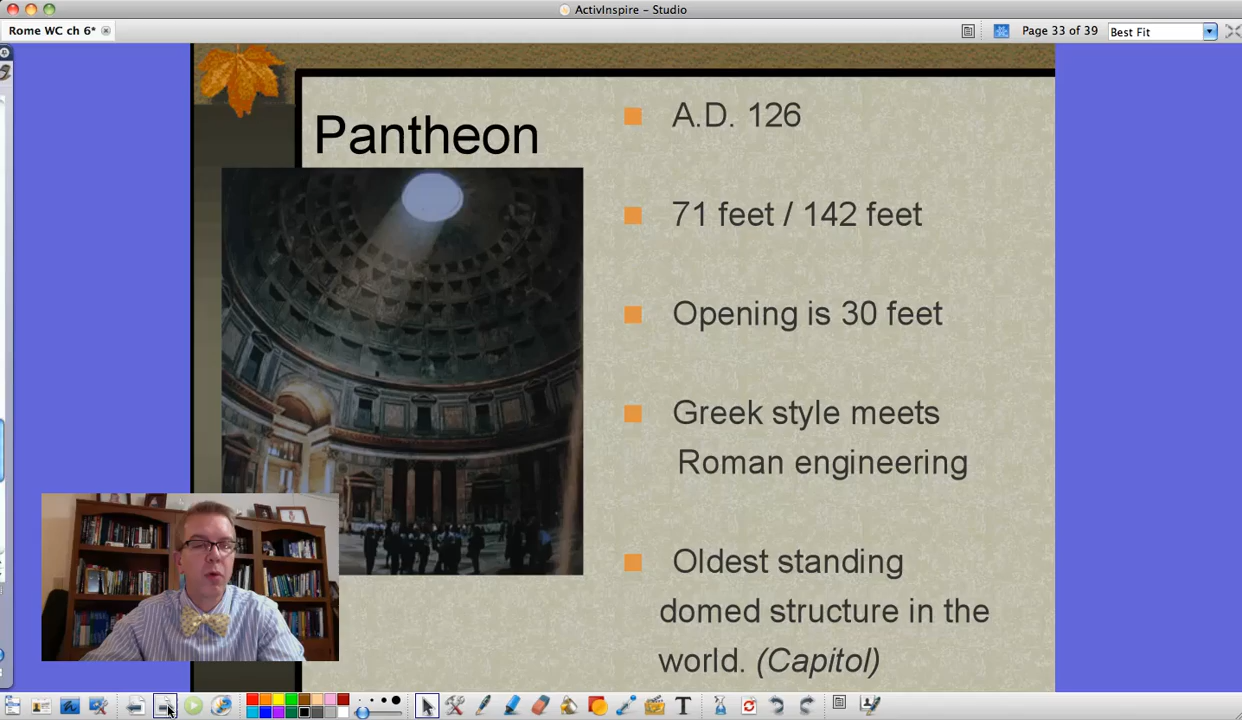 ActivInspire - Studio
Rome WC ch 6*
Page 33 of 39
Best Fit
Pantheon
A.D. 126
71 feet / 142 feet
Opening is 30 feet
Greek style meets
Roman engineering
Oldest standing
domed structure in the
world. (Capitol)